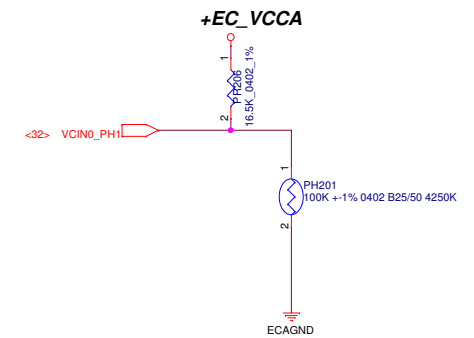 +EC_VCCA
1
PR206
16.5K_0402_1%
2
<32> VCIN0_PH1
1
PH201
100K +-1% 0402 B25/50 4250K
2
ECAGND